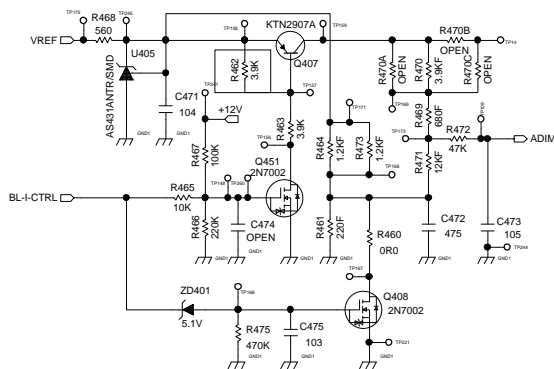 TP175
TP245
R468
560
VREF
U405
AS431ANTR/SMD
GND1
C471
104
GND1
TP158
KTN2907A
TP159
Q407
R462
3.9K
TP157
+12V
R463
3.9K
TP156
R467
100K
Q451
2N7002
BL-I-CTRL
R465
10K
TP148
TP260
R466
220K
GND1
C474
OPEN
GND1
GND1
TP171
R464
1.2KF
R473
1.2KF
TP168
R461
220F
GND1
R460
0R0
R470B
OPEN
TP14
R470A
OPEN
R470
3.9KF
R470C
OPEN
TP169
R469
680F
TP173
R472
47K
ADIM
R471
12KF
C472
475
GND1
C473
105
TP244
GND1
ZD401
5.1V
TP166
R475
470K
GND1
C475
103
GND1
TP167
Q408
2N7002
TP221
GND1